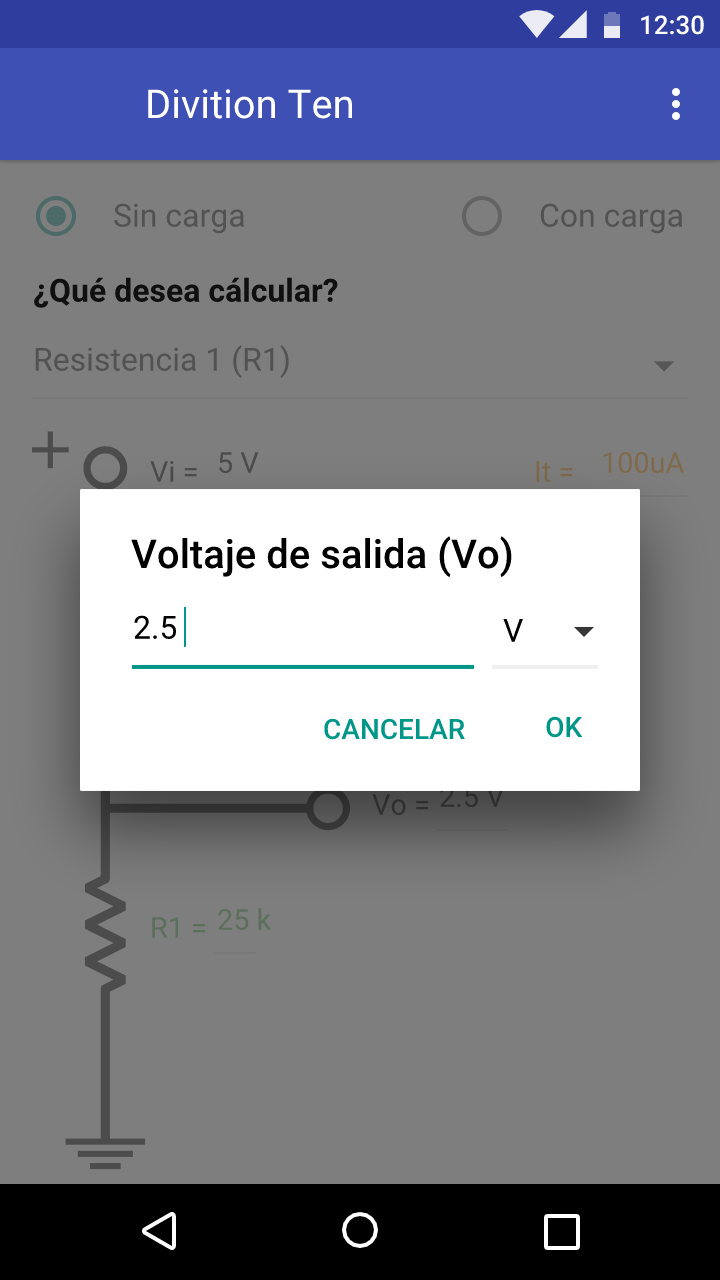 12:30
Divition Ten
Sin carga Con carga
¿Qué desea cálcular?
Resistencia 1 (R1)
+ Vi = 5 V It = 100uA
Voltaje de salida (Vo)
2.5 V
CANCELAR OK
Vo = 2.5 V
R1 = 25 k